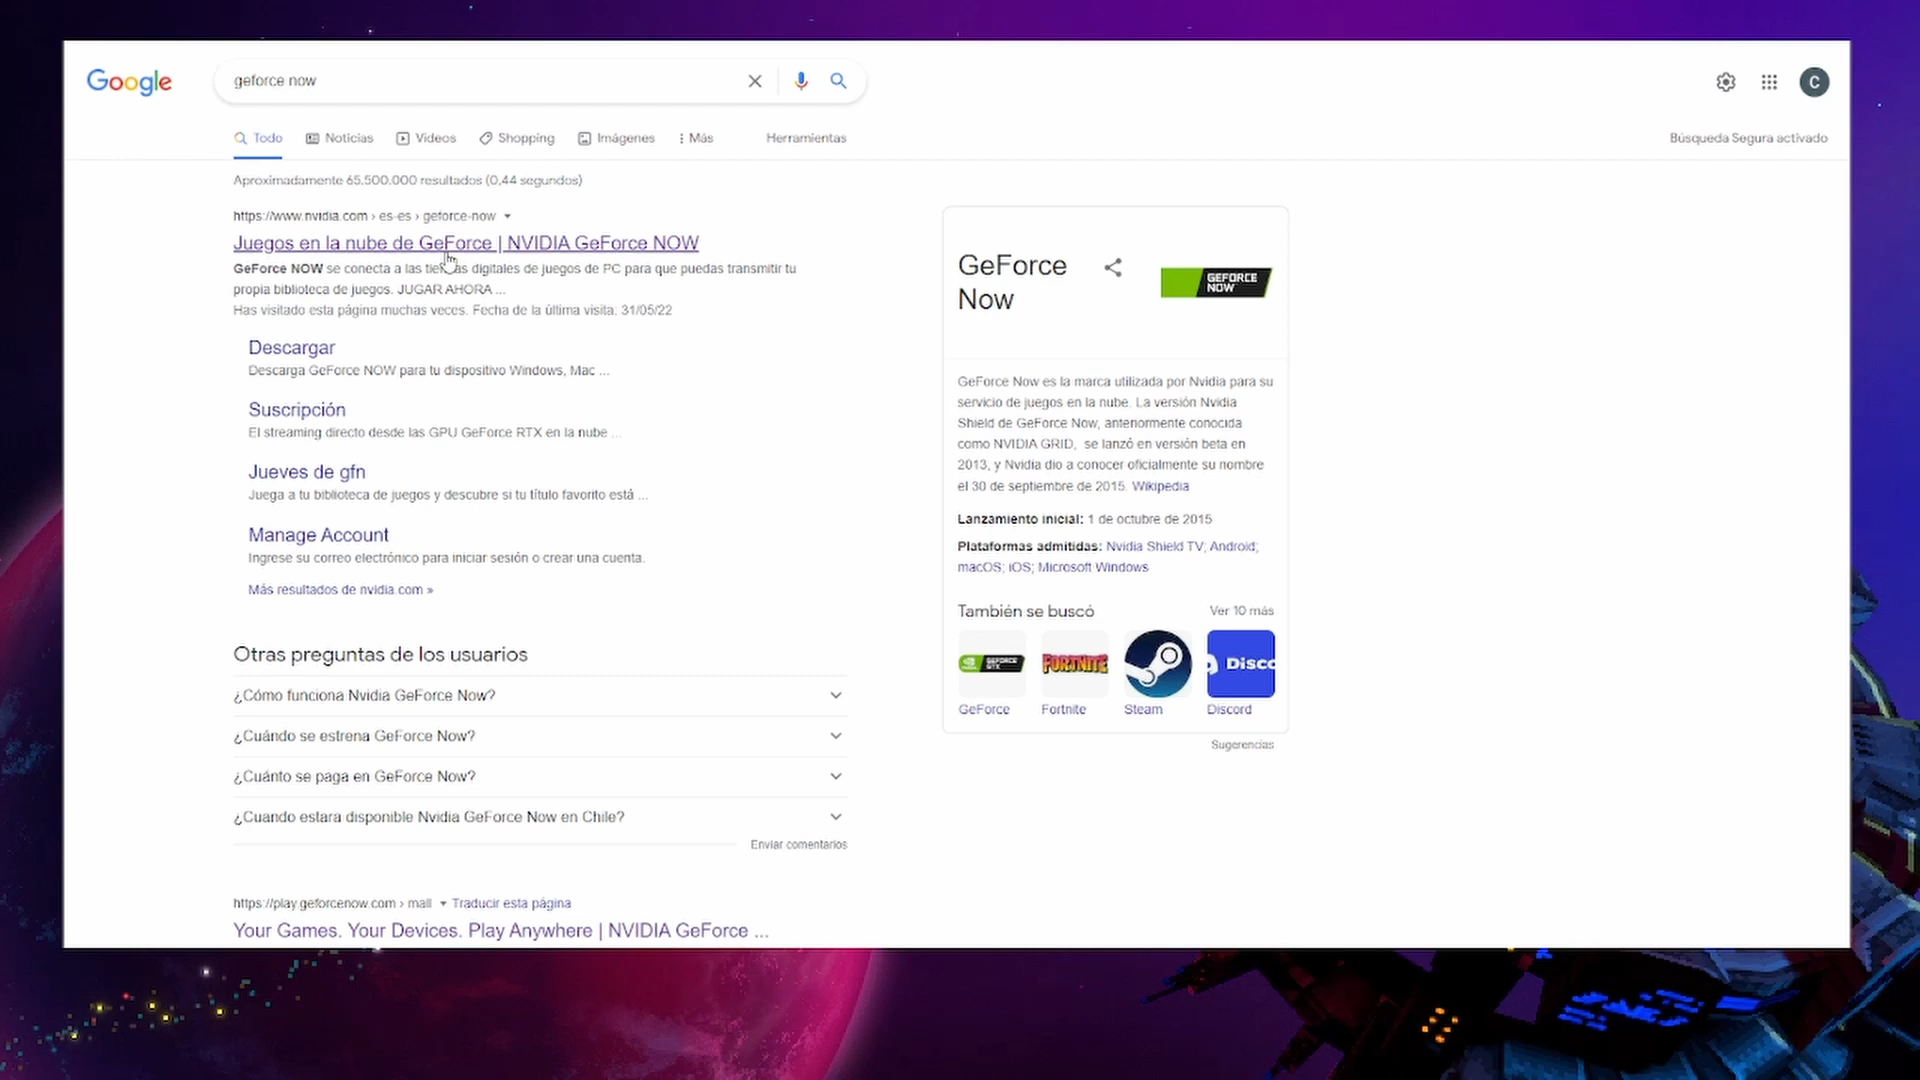 Google
geforce now
C
Todo
Noticias
Videos
Shopping
Imágenes
Más
Herramientas
Búsqueda Segura activado
Aproximadamente 65.500.000 resultados (0,44 segundos)
https://www.nvidia.com › es-es › geforce-now
Juegos en la nube de GeForce | NVIDIA GeForce NOW
GeForce NOW se conecta a las tiendas digitales de juegos de PC para que puedas transmitir tu
propia biblioteca de juegos. JUGAR AHORA ...
Has visitado esta página muchas veces. Fecha de la última visita: 31/05/22
Descargar
Descarga GeForce NOW para tu dispositivo Windows, Mac ...
Suscripción
El streaming directo desde las GPU GeForce RTX en la nube ...
Jueves de gfn
Juega a tu biblioteca de juegos y descubre si tu título favorito está ...
Manage Account
Ingrese su correo electrónico para iniciar sesión o crear una cuenta.
Más resultados de nvidia.com »
Otras preguntas de los usuarios
¿Cómo funciona Nvidia GeForce Now?
¿Cuándo se estrena GeForce Now?
¿Cuánto se paga en GeForce Now?
¿Cuando estara disponible Nvidia GeForce Now en Chile?
Enviar comentarios
https://play.geforcenow.com › mall
Traducir esta página
Your Games. Your Devices. Play Anywhere | NVIDIA GeForce ...
GeForce
Now
GEFORCE
NOW
GeForce Now es la marca utilizada por Nvidia para su
servicio de juegos en la nube. La versión Nvidia
Shield de GeForce Now, anteriormente conocida
como NVIDIA GRID, se lanzó en versión beta en
2013, y Nvidia dio a conocer oficialmente su nombre
el 30 de septiembre de 2015. Wikipedia
Lanzamiento inicial: 1 de octubre de 2015
Plataformas admitidas: Nvidia Shield TV; Android;
macOS; iOS; Microsoft Windows
También se buscó
Ver 10 más
GEFORCE
GTX
FORTNITE
Disco
GeForce
Fortnite
Steam
Discord
Sugerencias